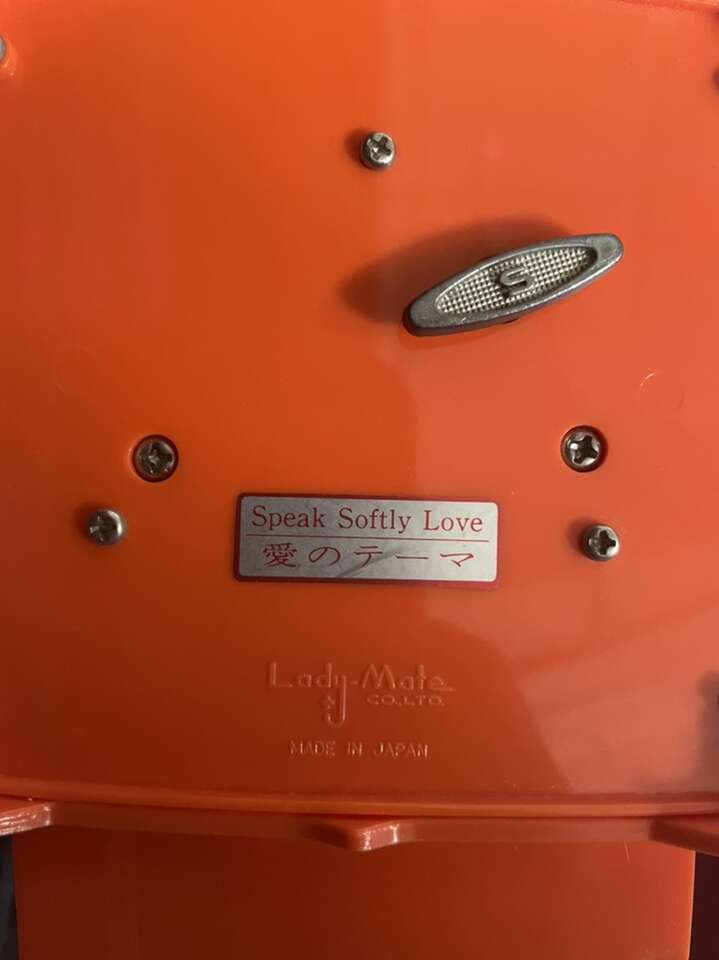 S
Speak Softly Love
愛のテーマ
Lady-Mate
CO.,LTD.
MADE IN JAPAN